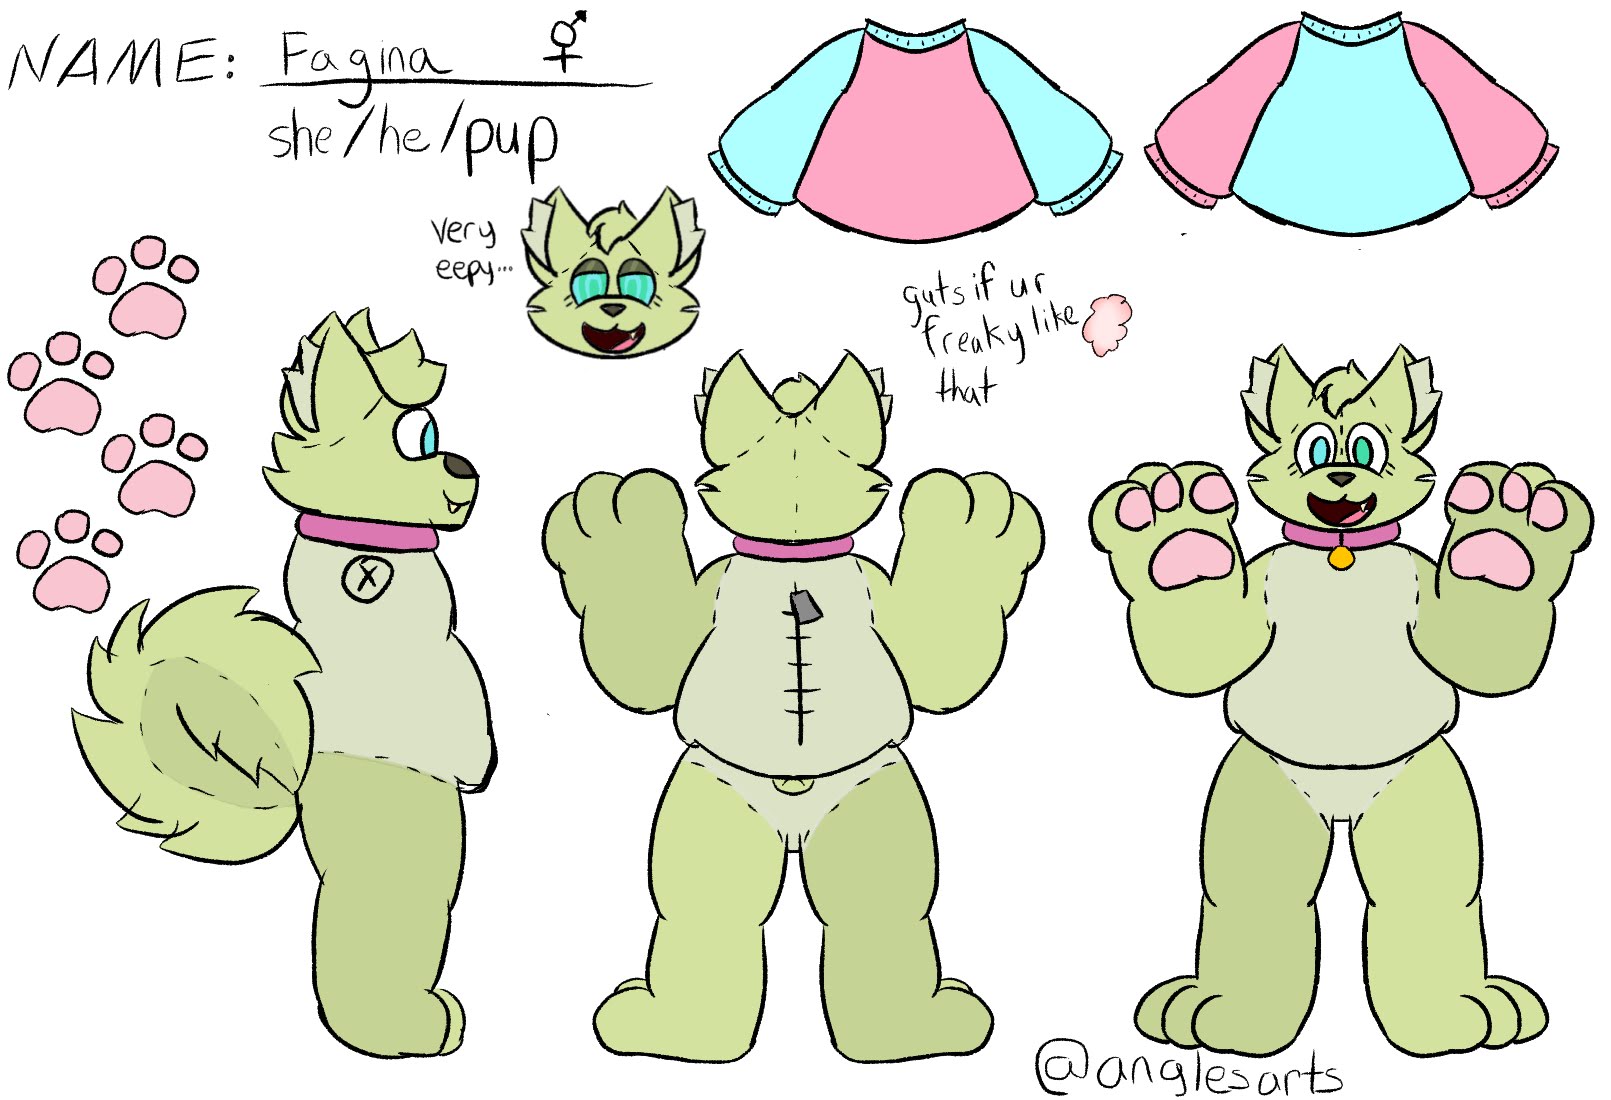 NAME: Fagina ⚥
she/he/pup
very
eepy...
guts if ur
freaky like
that
@anglesarts